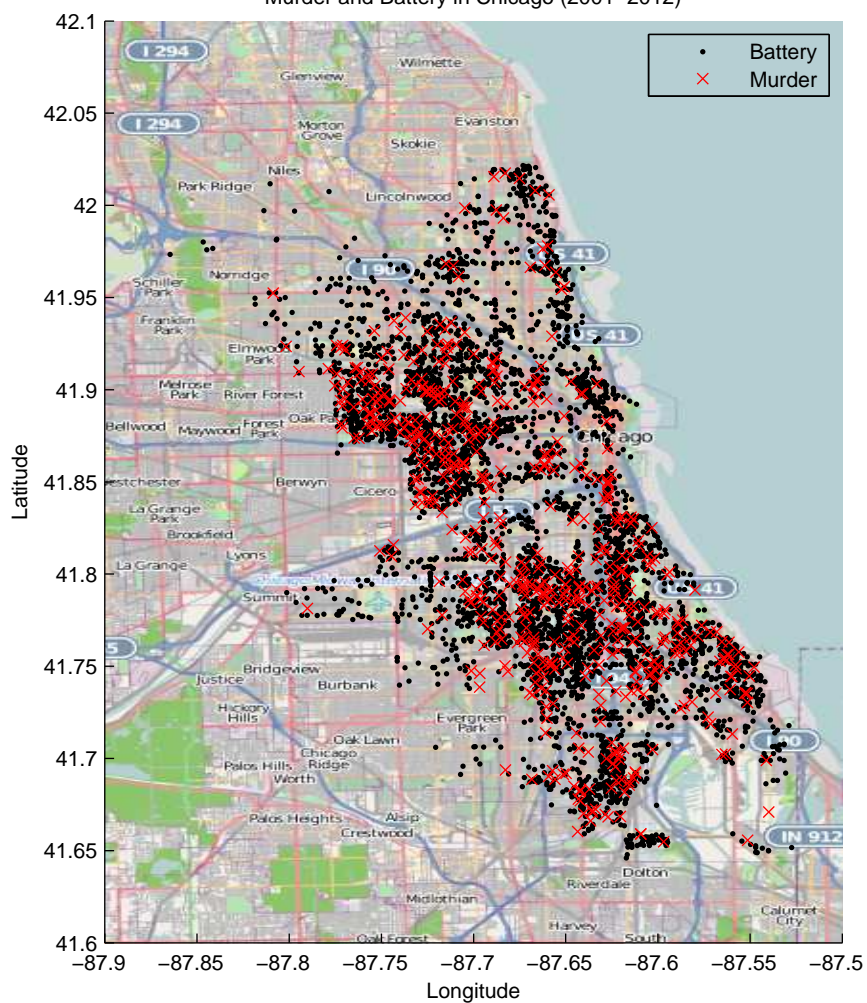 Murder and Battery in Chicago (2001–2012)
Battery
Murder
42.1
42.05
42
41.95
41.9
41.85
41.8
41.75
41.7
41.65
41.6
Latitude
I 294
Wilmette
Glenview
I 294
Evanston
Morton
Grove
Skokie
Niles
Park Ridge
Lincolnwood
US 41
I 90
Schiller
Park
Norridge
Franklin
Park
US 41
Elmwood
Park
Melrose
Park
River Forest
Oak Pa
Bellwood
Maywood
Forest
Park
Chicago
estchester
Berwyn
Cicero
La Grange
Park
I 55
Brookfield
Lyons
La Grange
Summit
41
5
Bridgeview
Justice
Burbank
I 94
Hickory
Hills
Evergreen
Park
Oak Lawn
I 90
Chicago
Ridge
Palos Hills
Worth
Palos Heights
Alsip
Crestwood
IN 912
Dolton
Riverdale
Midlothian
Calumet
City
Harvey
Oak Forest
South
−87.9
−87.85
−87.8
−87.75
−87.7
−87.65
−87.6
−87.55
−87.5
Longitude